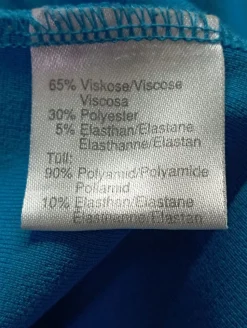 65% Viskose/Viscose
Viscosa
30% Polyester
5% Elasthan/Elastane
Elasthanne/Elastan
Tüll:
90% Polyamid/Polyamide
Poliamid
10% Elasthan/Elastane
Elasthanne/Elastan